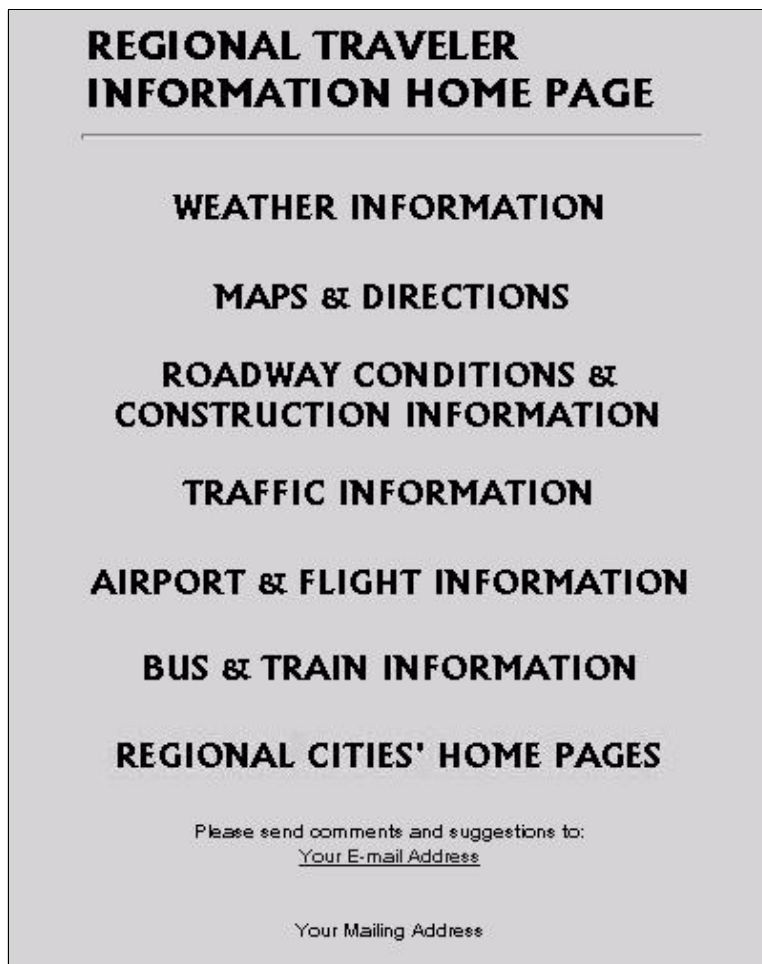 REGIONAL TRAVELER
INFORMATION HOME PAGE
WEATHER INFORMATION
MAPS & DIRECTIONS
ROADWAY CONDITIONS &
CONSTRUCTION INFORMATION
TRAFFIC INFORMATION
AIRPORT & FLIGHT INFORMATION
BUS & TRAIN INFORMATION
REGIONAL CITIES' HOME PAGES
Please send comments and suggestions to:
Your E-mail Address
Your Mailing Address